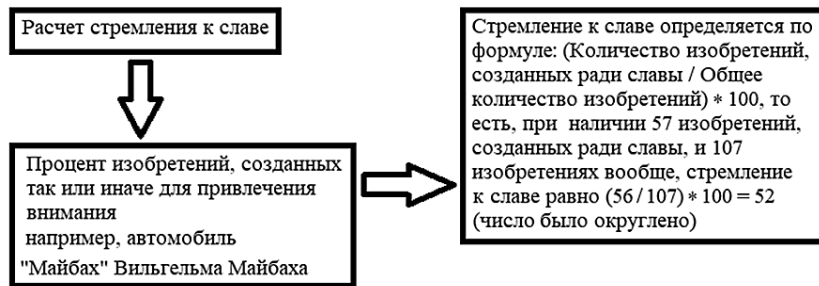 Расчет стремления к славе
Процент изобретений, созданных
так или иначе для привлечения
внимания
например, автомобиль
"Майбах" Вильгельма Майбаха
Стремление к славе определяется по
формуле: (Количество изобретений,
созданных ради славы / Общее
количество изобретений) * 100, то
есть, при наличии 57 изобретений,
созданных ради славы, и 107
изобретениях вообще, стремление
к славе равно (56 / 107) * 100 = 52
(число было округлено)